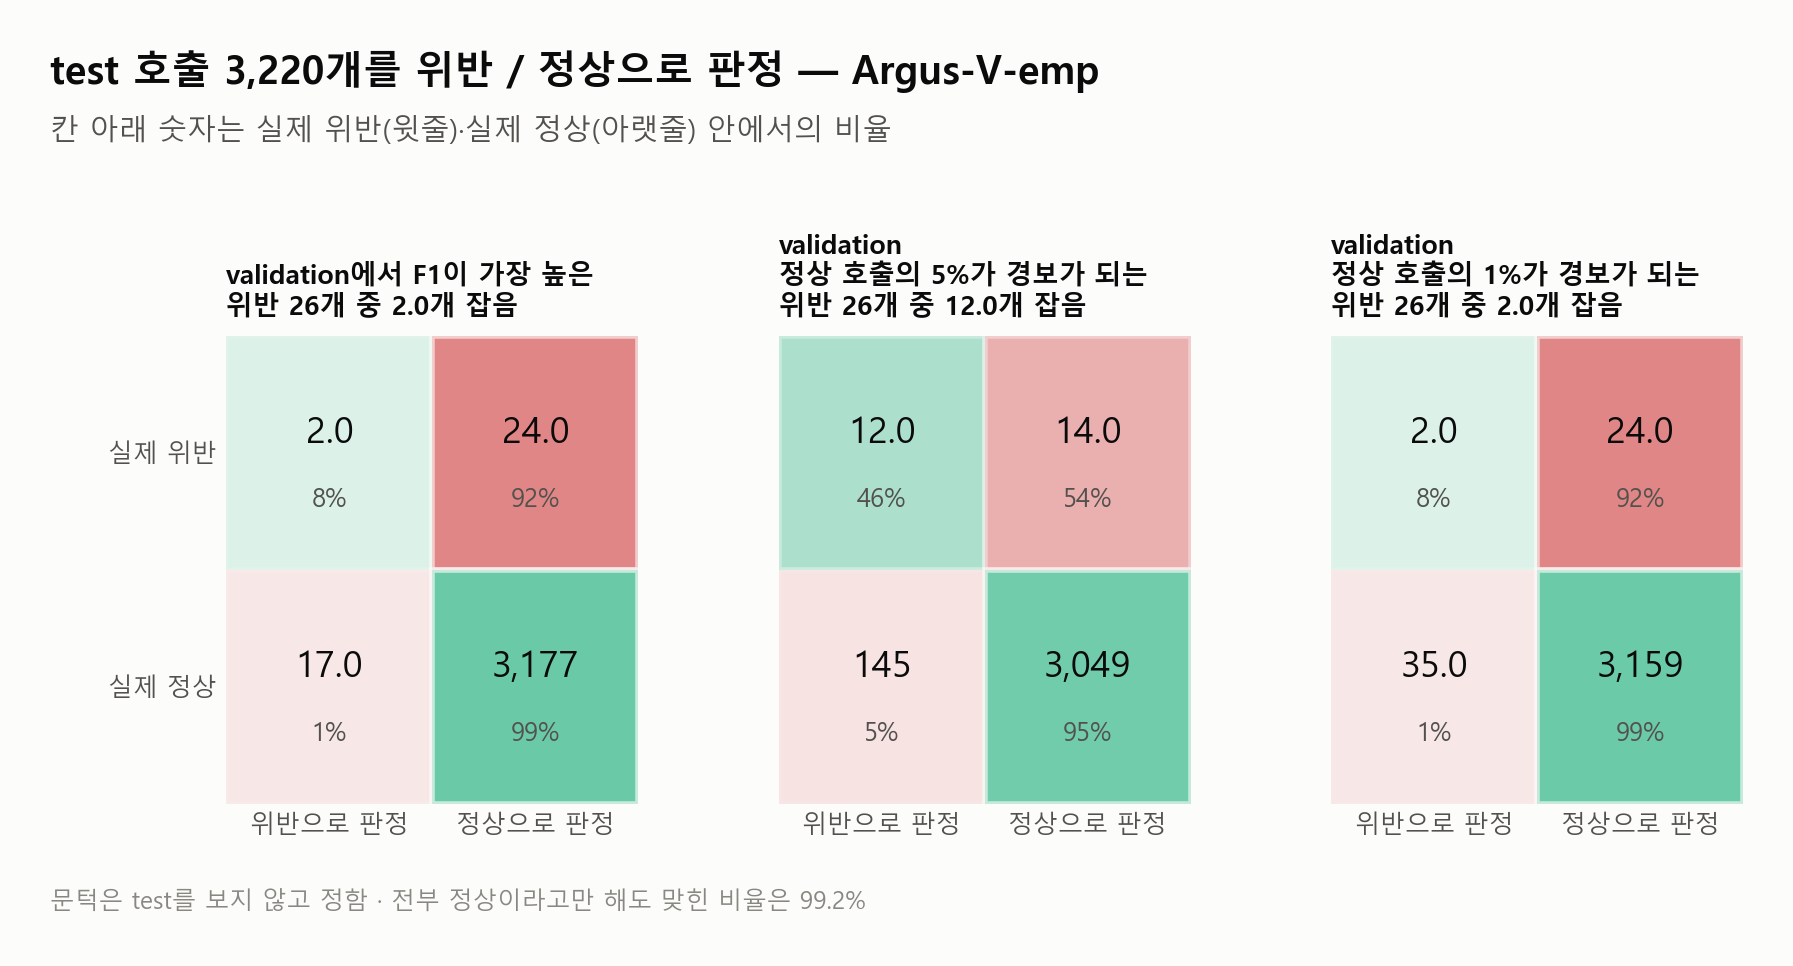 test 호출 3,220개를 위반 / 정상으로 판정 — Argus-V-emp
칸 아래 숫자는 실제 위반(윗줄)·실제 정상(아랫줄) 안에서의 비율
validation에서 F1이 가장 높은
위반 26개 중 2.0개 잡음
validation
정상 호출의 5%가 경보가 되는
위반 26개 중 12.0개 잡음
validation
정상 호출의 1%가 경보가 되는
위반 26개 중 2.0개 잡음
실제 위반
2.0
24.0
8%
92%
12.0
14.0
46%
54%
2.0
24.0
8%
92%
실제 정상
17.0
3,177
1%
99%
145
3,049
5%
95%
35.0
3,159
1%
99%
위반으로 판정
정상으로 판정
위반으로 판정
정상으로 판정
위반으로 판정
정상으로 판정
문턱은 test를 보지 않고 정함 · 전부 정상이라고만 해도 맞힌 비율은 99.2%